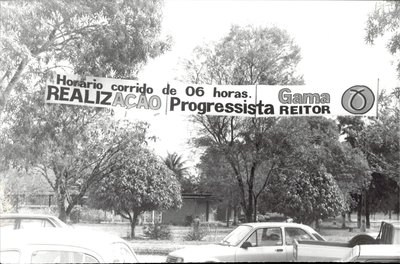 Horário corrido de 06 horas.
REALIZAÇÃO Progressista
Gama
REITOR